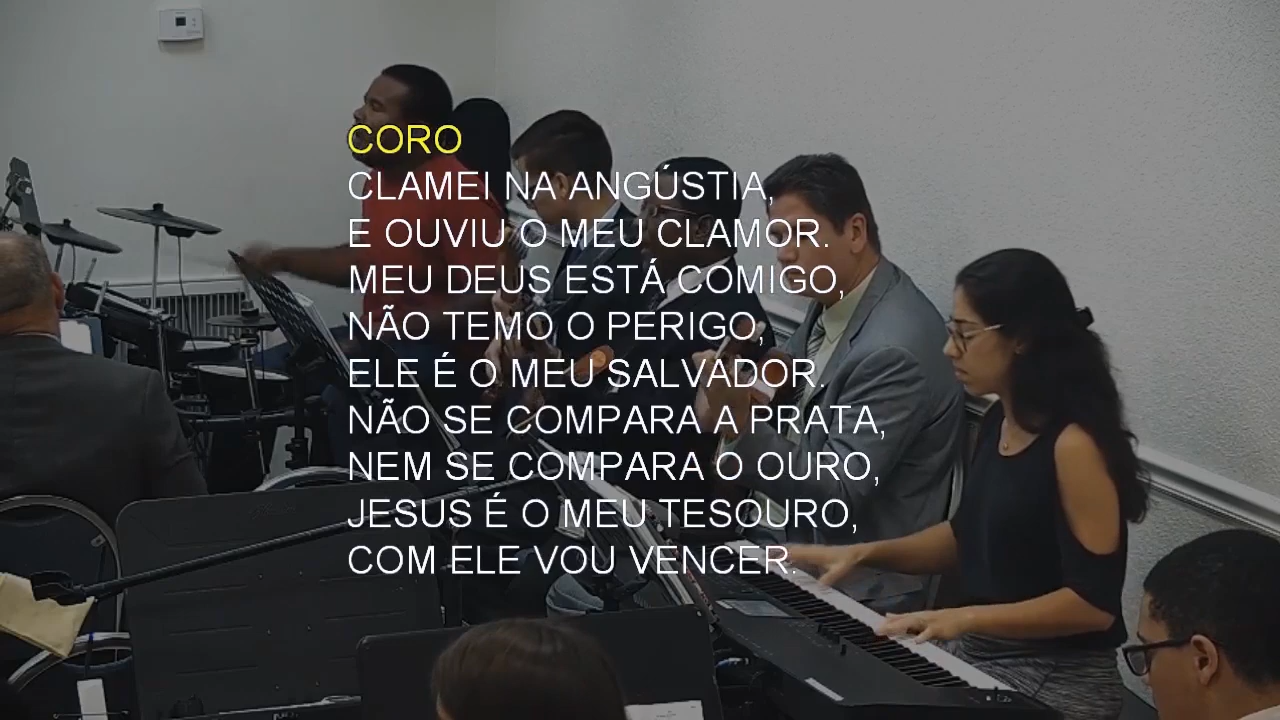 CORO
CLAMEI NA ANGÚSTIA,
E OUVIU O MEU CLAMOR.
MEU DEUS ESTÁ COMIGO,
NÃO TEMO O PERIGO,
ELE É O MEU SALVADOR.
NÃO SE COMPARA A PRATA,
NEM SE COMPARA O OURO,
JESUS É O MEU TESOURO,
COM ELE VOU VENCER.